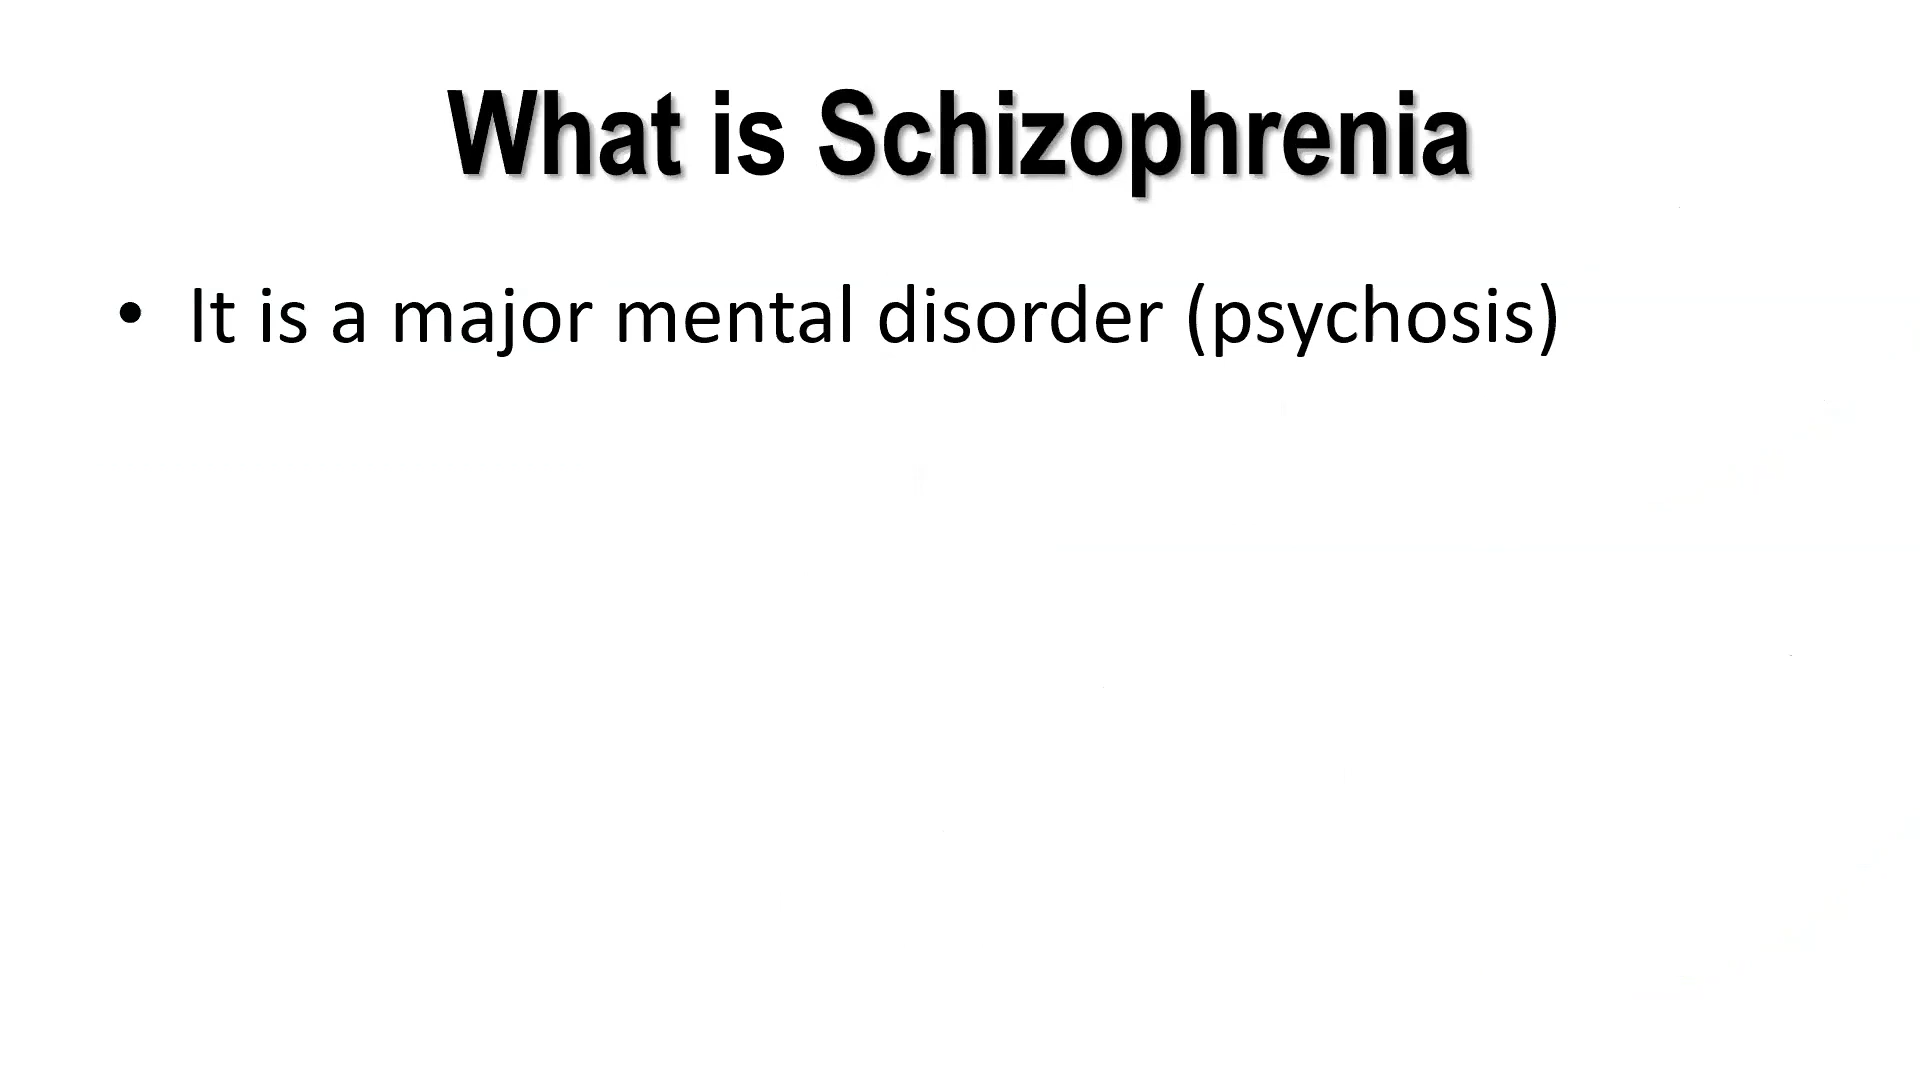 What is Schizophrenia
• It is a major mental disorder (psychosis)